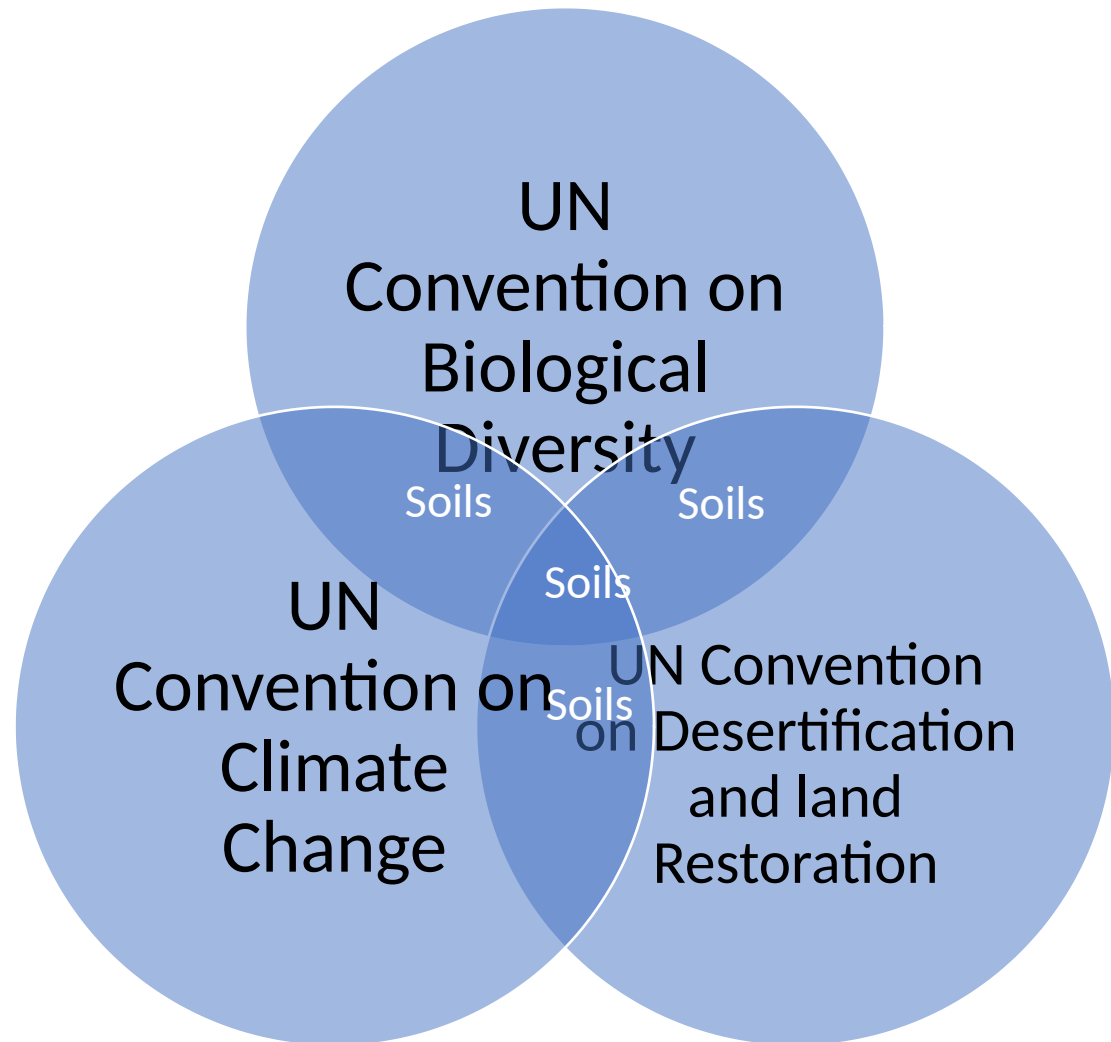 UN
Convention on
Biological
Diversity
Soils
Soils
Soils
UN
Convention on
Climate
Change
Soils
UN Convention
on Desertification
and land
Restoration